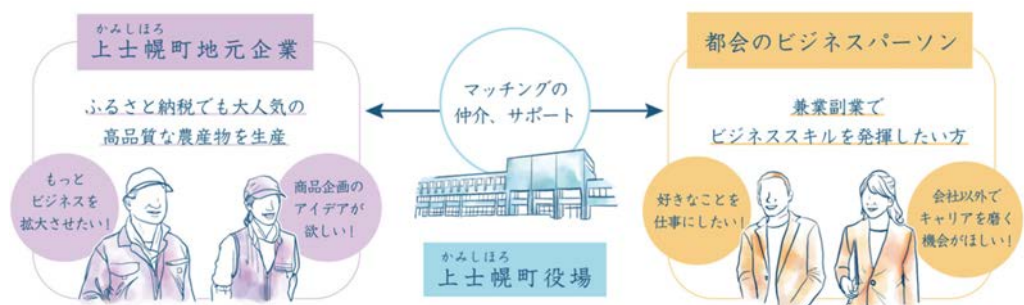 かみしほろ
上士幌町地元企業
ふるさと納税でも大人気の
高品質な農産物を生産
もっと
ビジネスを
拡大させたい!
商品企画の
アイデアが
欲しい!
マッチングの
仲介、サポート
かみしほろ
上士幌町役場
都会のビジネスパーソン
兼業副業で
ビジネススキルを発揮したい方
好きなことを
仕事にしたい!
会社以外で
キャリアを磨く
機会がほしい!